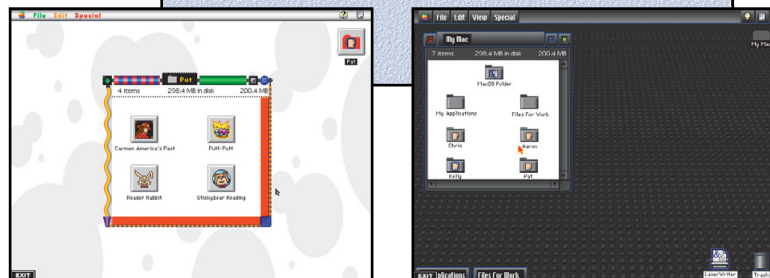 File Edit Special
Pat
Pat
4 items 298.4 MB in disk 200.4 M
Carmen America's Past Putt-Putt
Reader Rabbit Stickybear Reading
EXIT
File Edit View Special
My Mac
7 items 298.4 MB in disk 200.4 MB
My Mac
MacOS Folder
My Applications Files For Work
Chris Aaron
Kelly Pat
EXIT plications Files For Work
LaserWriter Trash